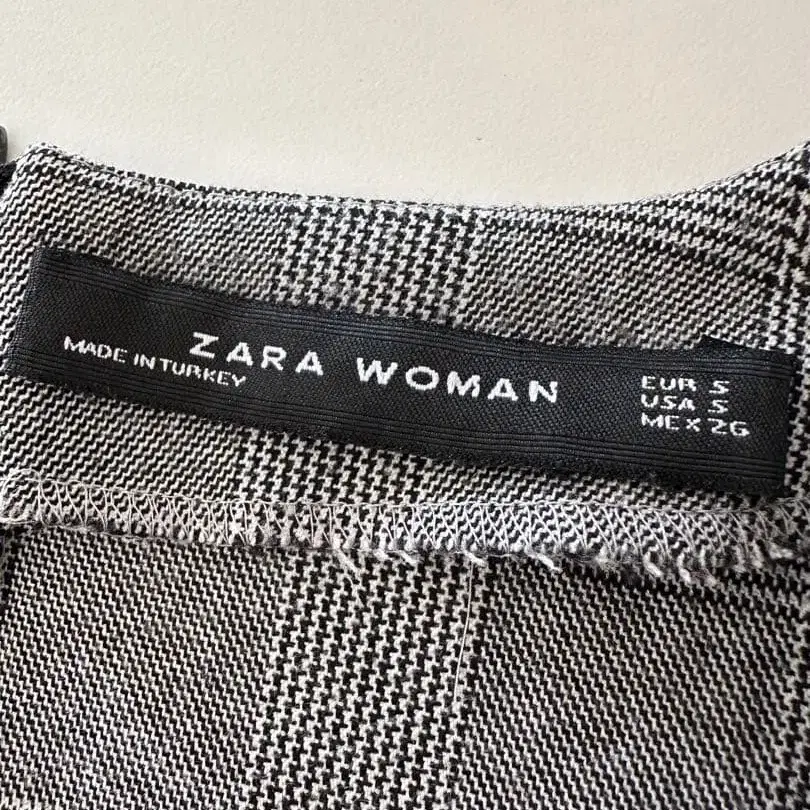 ZARA WOMAN
MADE IN TURKEY
EUR S
USA S
MEX 26